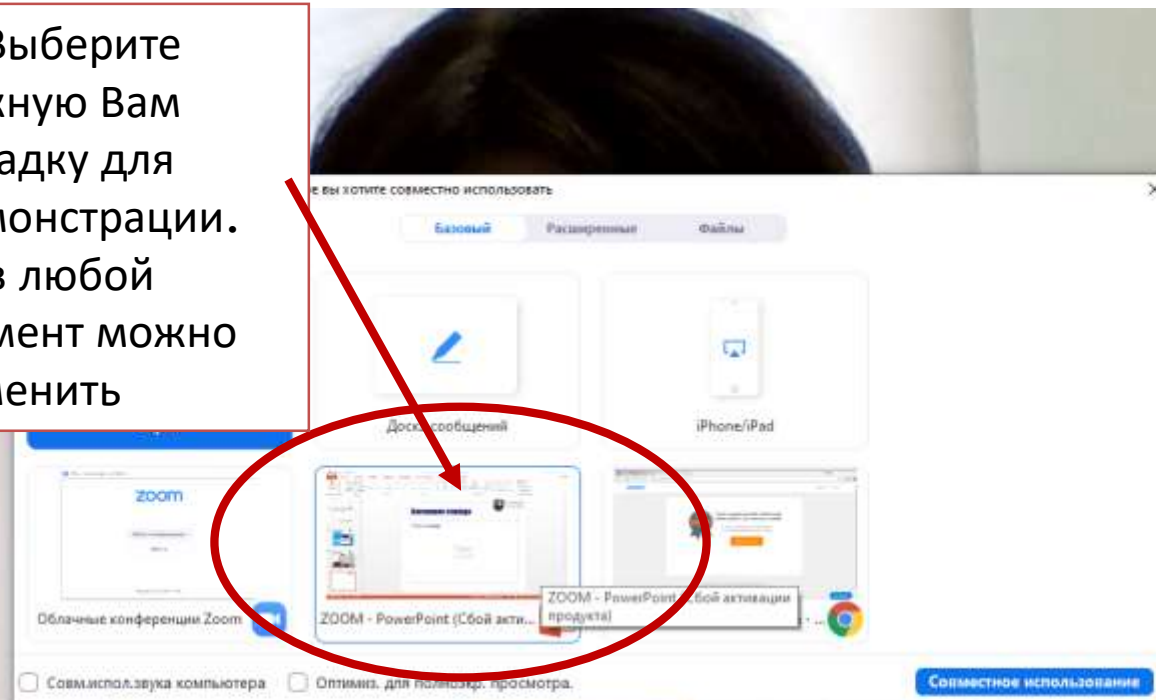 Выберите
жную Вам
адку для
монстрации.
в любой
мент можно
менить
е вы хотите совместно использовать
Базовый Расширенные Файлы
Доска сообщений iPhone/iPad
zoom
Облачные конференции Zoom
ZOOM - PowerPoint (Сбой акти...
ZOOM - PowerPoint (Сбой активации
продукта)
Совм.испол.звука компьютера Оптимиз. для полноэкр. просмотра.
Совместное использование